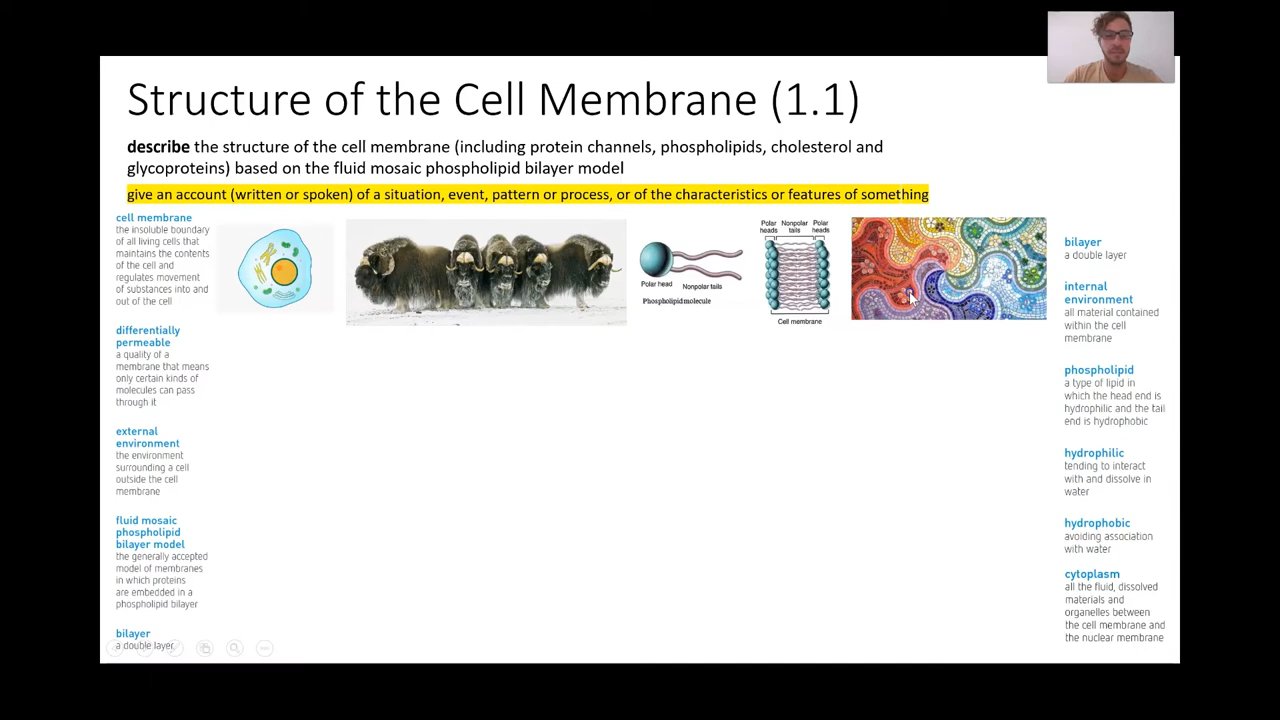 Structure of the Cell Membrane (1.1)
describe the structure of the cell membrane (including protein channels, phospholipids, cholesterol and
glycoproteins) based on the fluid mosaic phospholipid bilayer model
give an account (written or spoken) of a situation, event, pattern or process, or of the characteristics or features of something
cell membrane
the insoluble boundary
of all living cells that
maintains the contents
of the cell and
regulates movement
of substances into and
out of the cell
differentially
permeable
a quality of a
membrane that means
only certain kinds of
molecules can pass
through it
external
environment
the environment
surrounding a cell
outside the cell
membrane
fluid mosaic
phospholipid
bilayer model
the generally accepted
model of membranes
in which proteins
are embedded in a
phospholipid bilayer
bilayer
a double layer
Polar head
Nonpolar tails
Phospholipid molecule
Polar
heads
Nonpolar
tails
Polar
heads
Cell membrane
bilayer
a double layer
internal
environment
all material contained
within the cell
membrane
phospholipid
a type of lipid in
which the head end is
hydrophilic and the tail
end is hydrophobic
hydrophilic
tending to interact
with and dissolve in
water
hydrophobic
avoiding association
with water
cytoplasm
all the fluid, dissolved
materials and
organelles between
the cell membrane and
the nuclear membrane